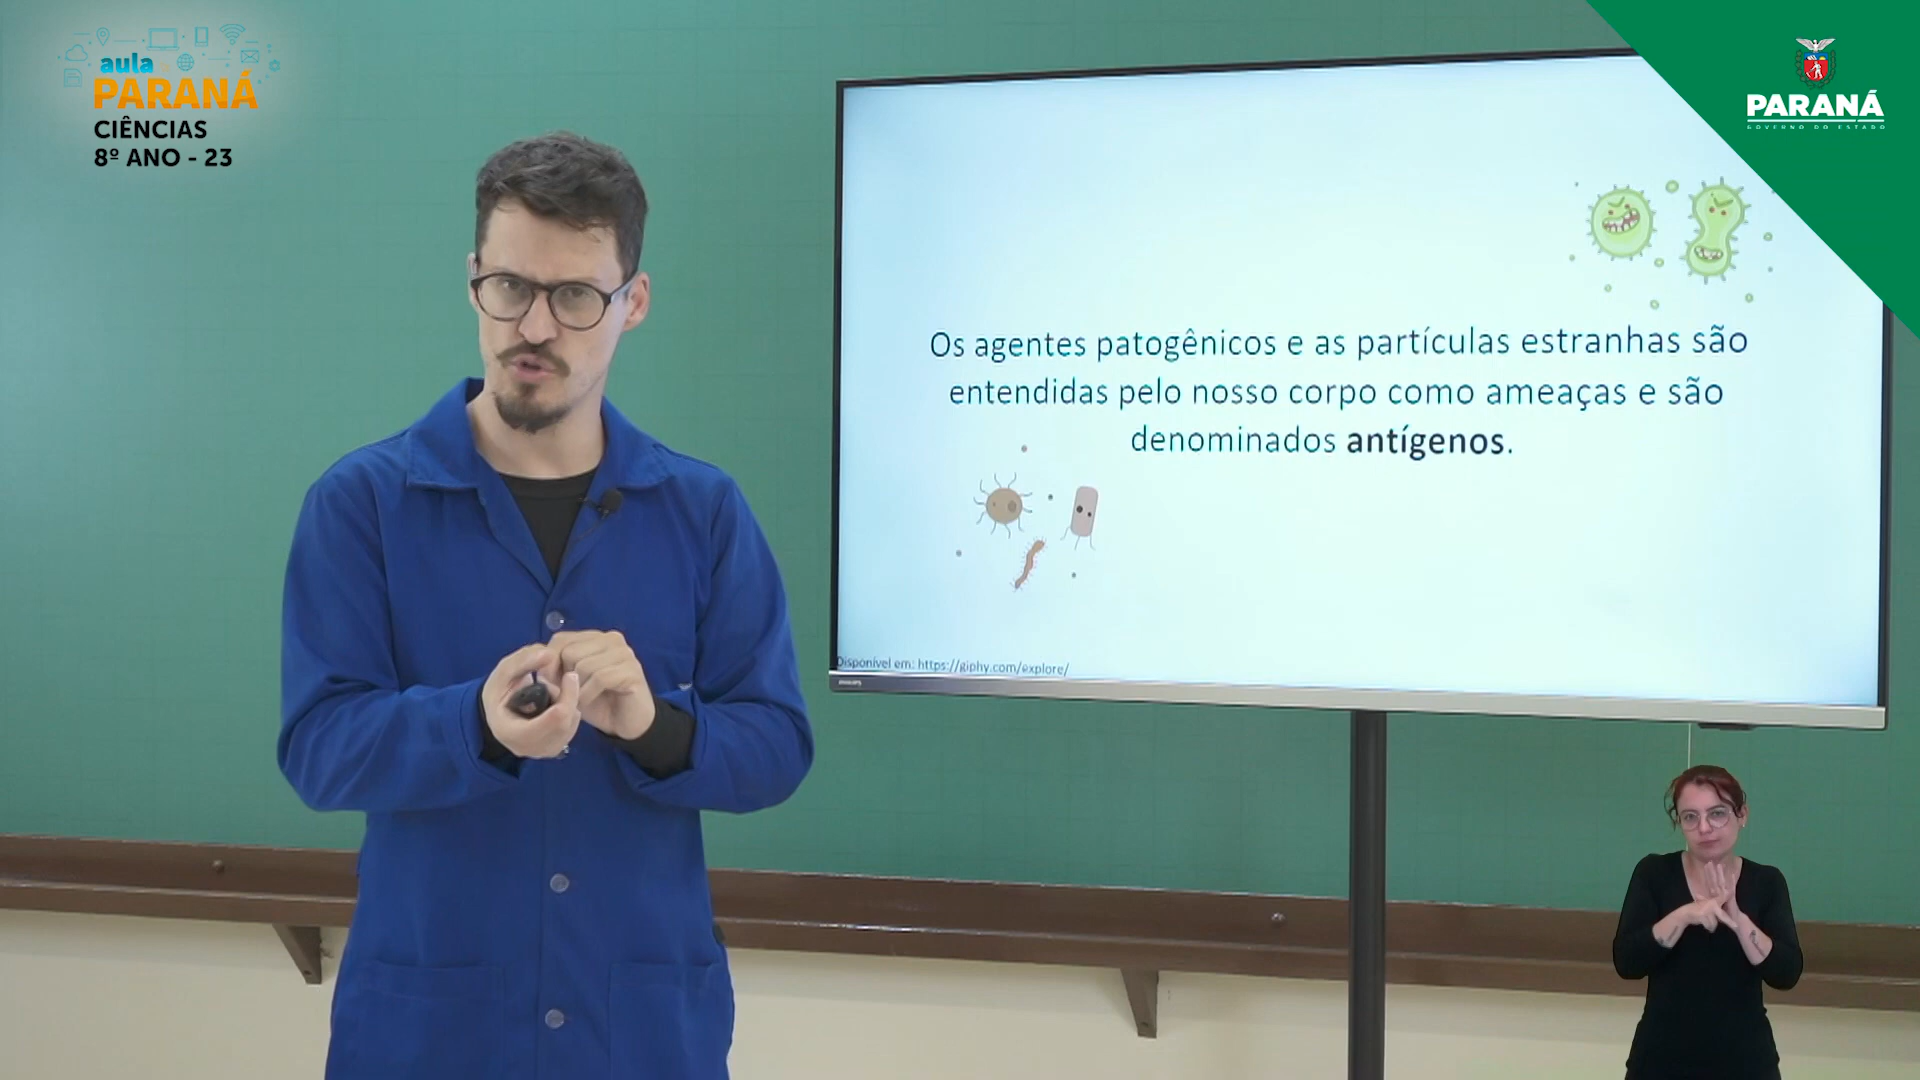 aula
PARANÁ
CIÊNCIAS
8º ANO - 23
PARANÁ
GOVERNO DO ESTADO
Os agentes patogênicos e as partículas estranhas são
entendidas pelo nosso corpo como ameaças e são
denominados antígenos.
Disponível em: https://giphy.com/explore/
PHILIPS